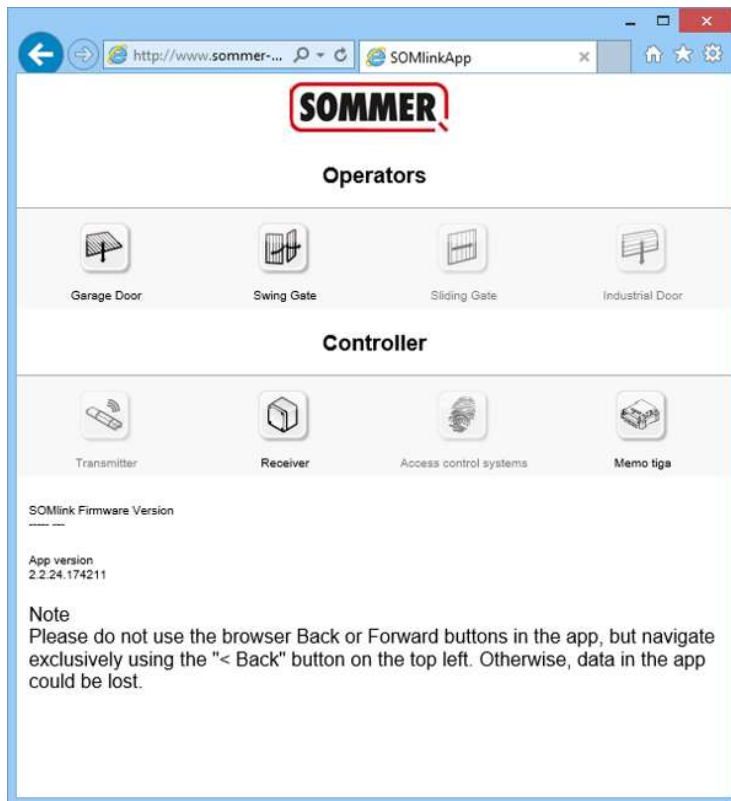 http://www.sommer-...
SOMlinkApp
SOMMER
Operators
Garage Door
Swing Gate
Sliding Gate
Industrial Door
Controller
Transmitter
Receiver
Access control systems
Memo tiga
SOMlink Firmware Version
----- ---
App version
2.2.24.174211
Note
Please do not use the browser Back or Forward buttons in the app, but navigate
exclusively using the "< Back" button on the top left. Otherwise, data in the app
could be lost.